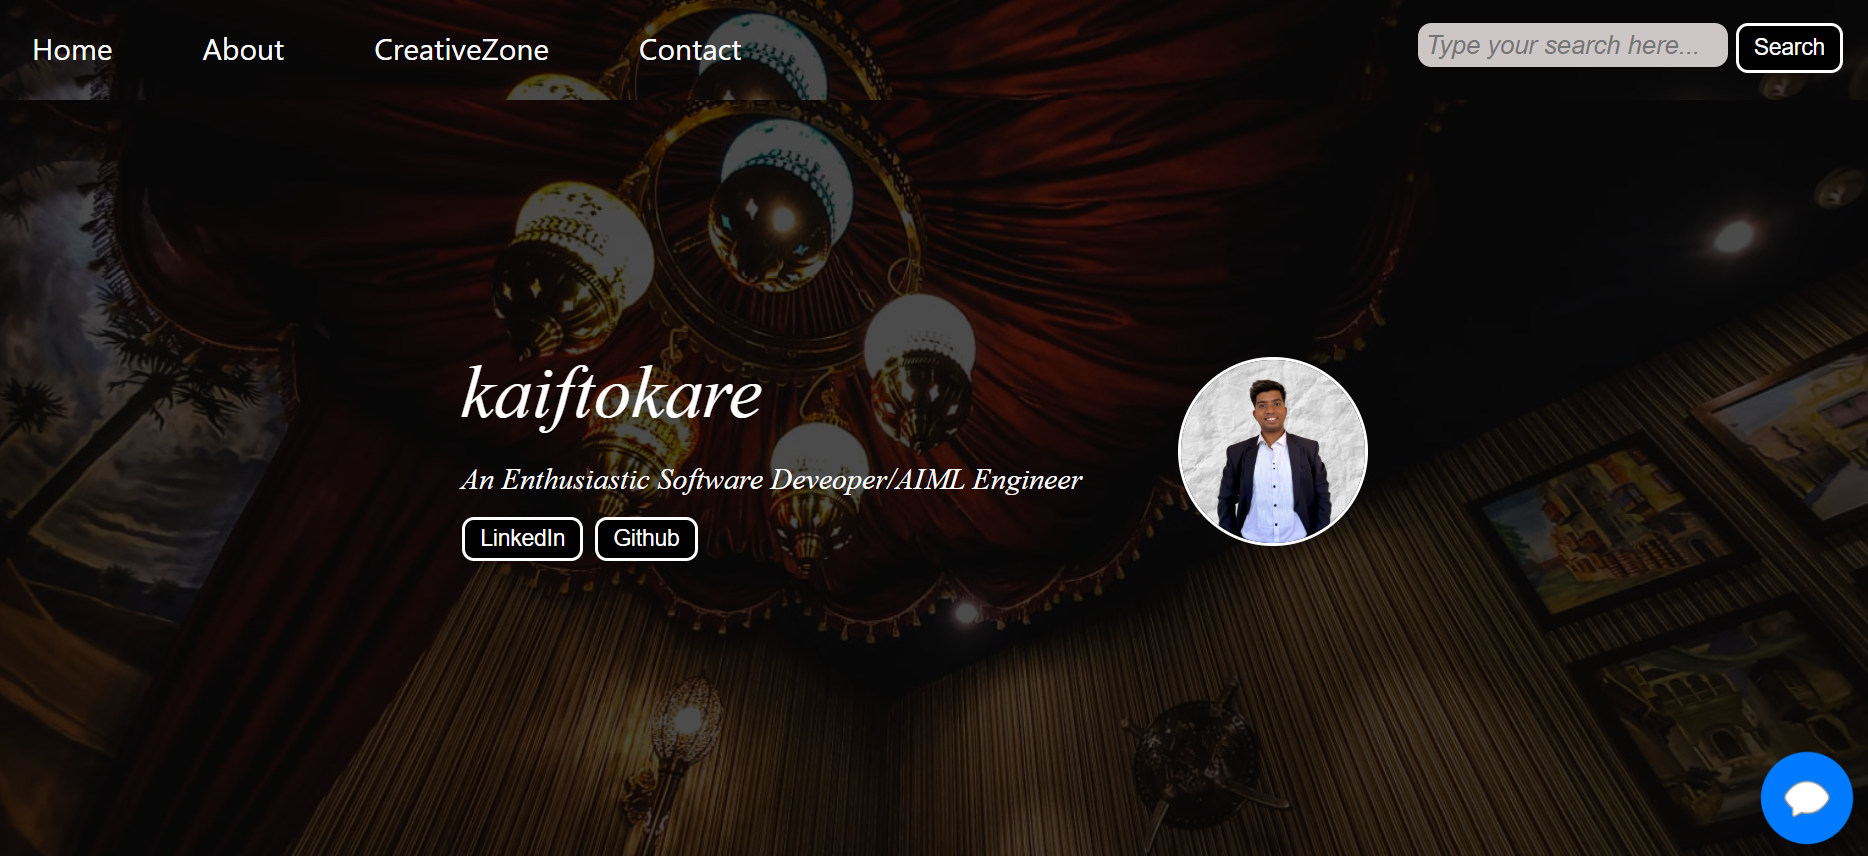 Home About CreativeZone Contact Type your search here... Search
kaiftokare
An Enthusiastic Software Deveoper/AIML Engineer
LinkedIn Github